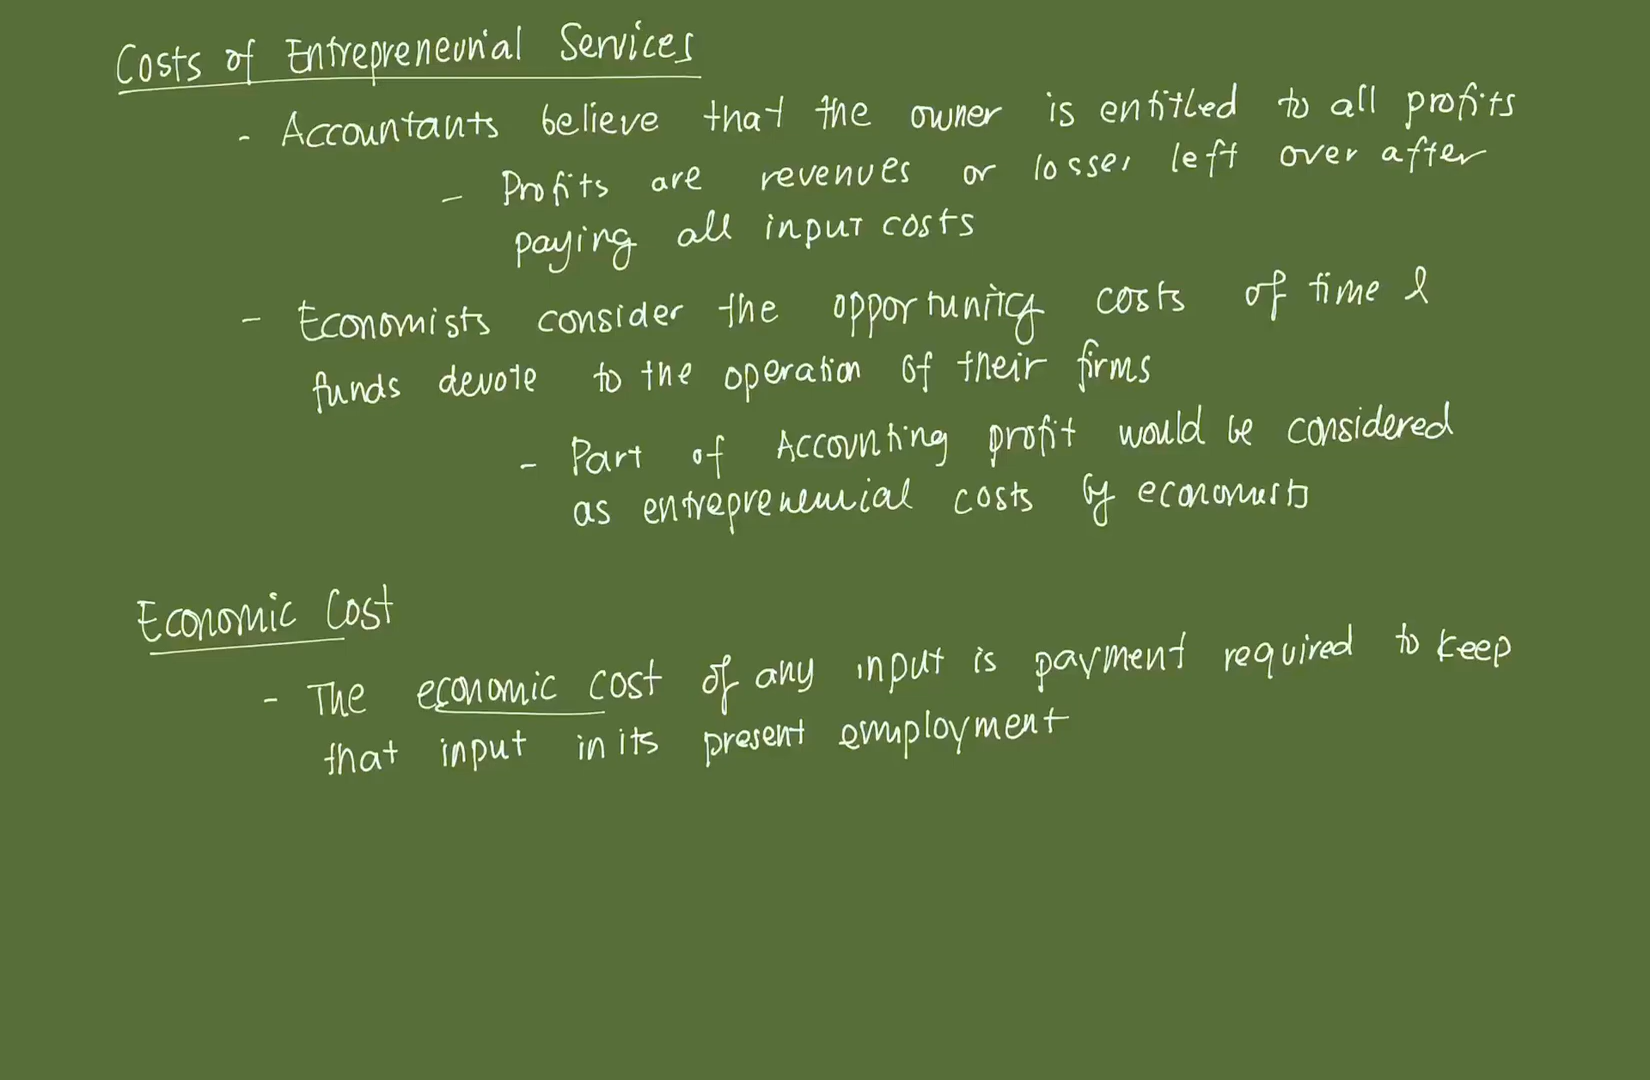 Costs of Entrepreneurial Services
- Accountants believe that the owner is entitled to all profits
- Profits are revenues or losses left over after
paying all input costs
- Economists consider the opportunity costs of time &
funds devote to the operation of their firms
- Part of Accounting profit would be considered
as entrepreneurial costs by economists
Economic Cost
- The economic cost of any input is payment required to keep
that input in its present employment